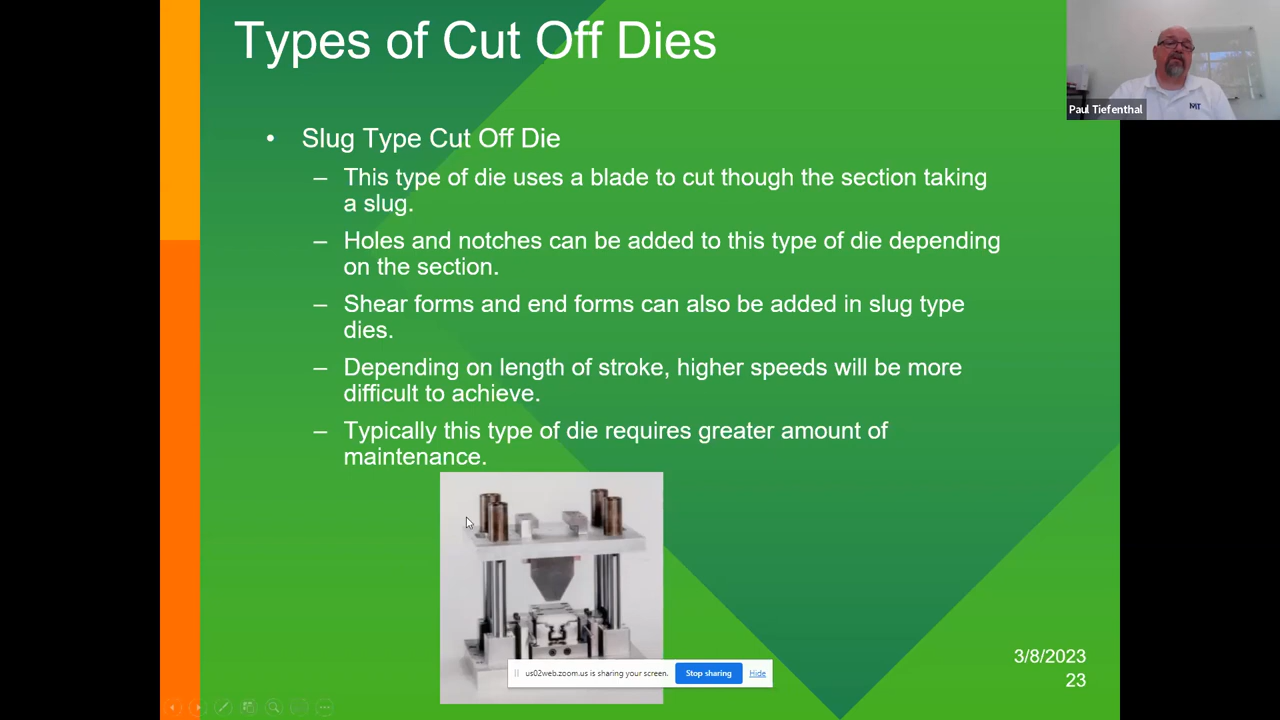 Types of Cut Off Dies
Paul Tiefenthal
MT
• Slug Type Cut Off Die
– This type of die uses a blade to cut though the section taking
a slug.
– Holes and notches can be added to this type of die depending
on the section.
– Shear forms and end forms can also be added in slug type
dies.
– Depending on length of stroke, higher speeds will be more
difficult to achieve.
– Typically this type of die requires greater amount of
maintenance.
us02web.zoom.us is sharing your screen.
Stop sharing
Hide
3/8/2023
23